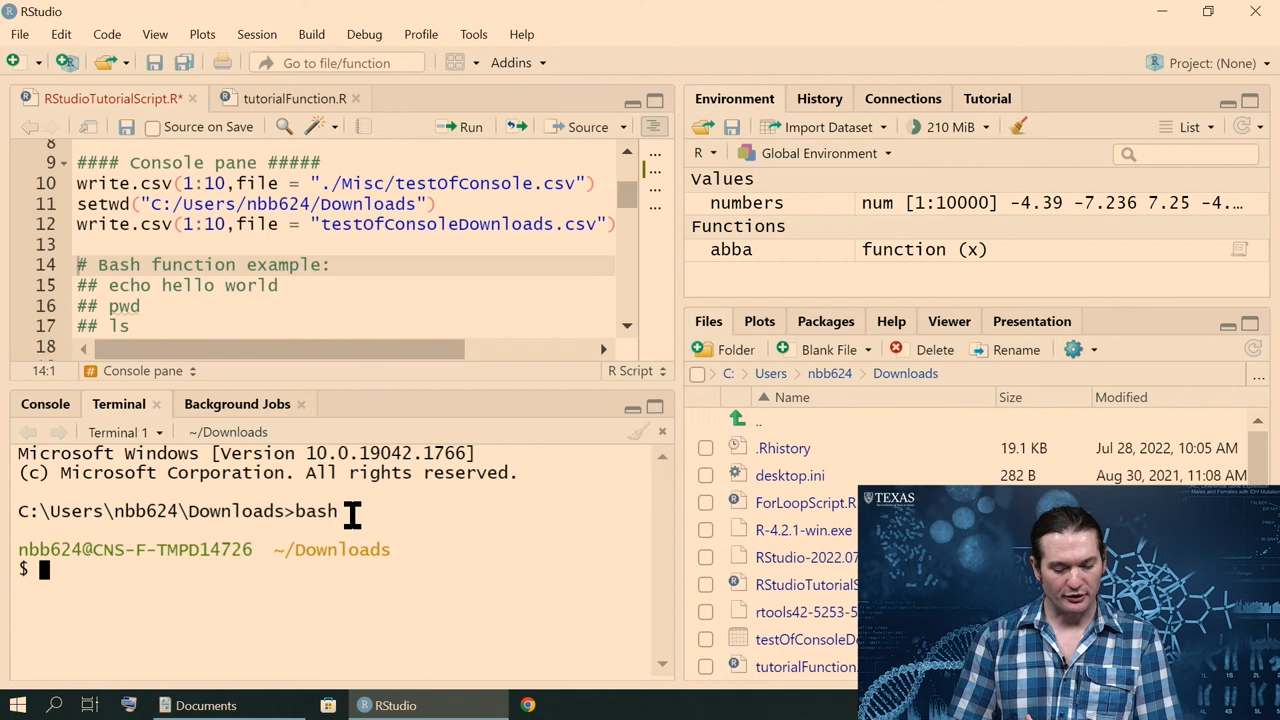 RStudio
File Edit Code View Plots Session Build Debug Profile Tools Help
Go to file/function Addins Project: (None)
RStudioTutorialScript.R* tutorialFunction.R
Source on Save Run Source
8
9 #### Console pane #####
10 write.csv(1:10,file = "./Misc/testOfConsole.csv")
11 setwd("C:/Users/nbb624/Downloads")
12 write.csv(1:10,file = "testOfConsoleDownloads.csv")
13
14 # Bash function example:
15 ## echo hello world
16 ## pwd
17 ## ls
18
14:1 Console pane R Script
Console Terminal Background Jobs
Terminal 1 ~/Downloads
Microsoft Windows [Version 10.0.19042.1766]
(c) Microsoft Corporation. All rights reserved.
C:\Users\nbb624\Downloads>bash
nbb624@CNS-F-TMPD14726 ~/Downloads
$
Environment History Connections Tutorial
Import Dataset 210 MiB List
R Global Environment
Values
numbers num [1:10000] -4.39 -7.236 7.25 -4....
Functions
abba function (x)
Files Plots Packages Help Viewer Presentation
Folder Blank File Delete Rename
C: Users nbb624 Downloads ...
Name Size Modified
..
.Rhistory 19.1 KB Jul 28, 2022, 10:05 AM
desktop.ini 282 B Aug 30, 2021, 11:08 AM
ForLoopScript.R
R-4.2.1-win.exe
RStudio-2022.07
RStudioTutorialS
rtools42-5253-5
testOfConsoleDo
tutorialFunction.
TEXAS
Documents RStudio